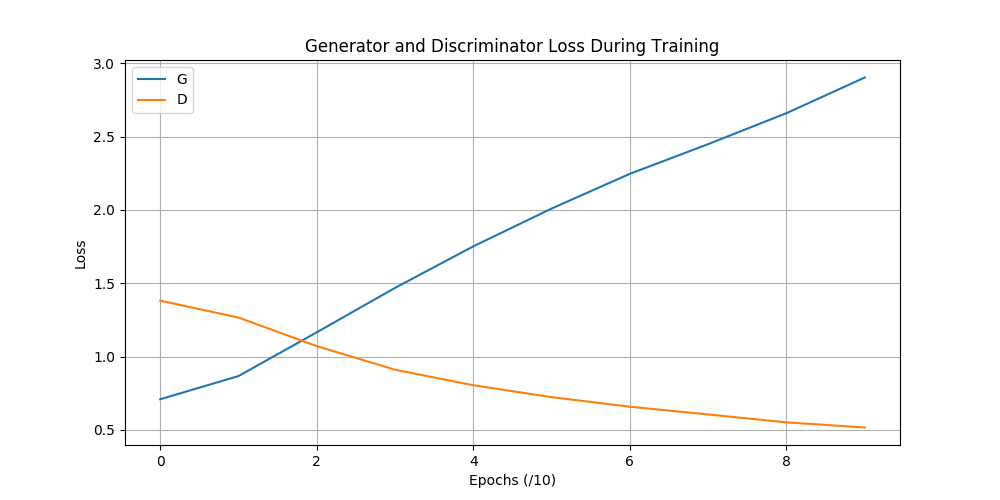 Generator and Discriminator Loss During Training
G
D
3.0
2.5
2.0
1.5
1.0
0.5
Loss
0 2 4 6 8
Epochs (/10)